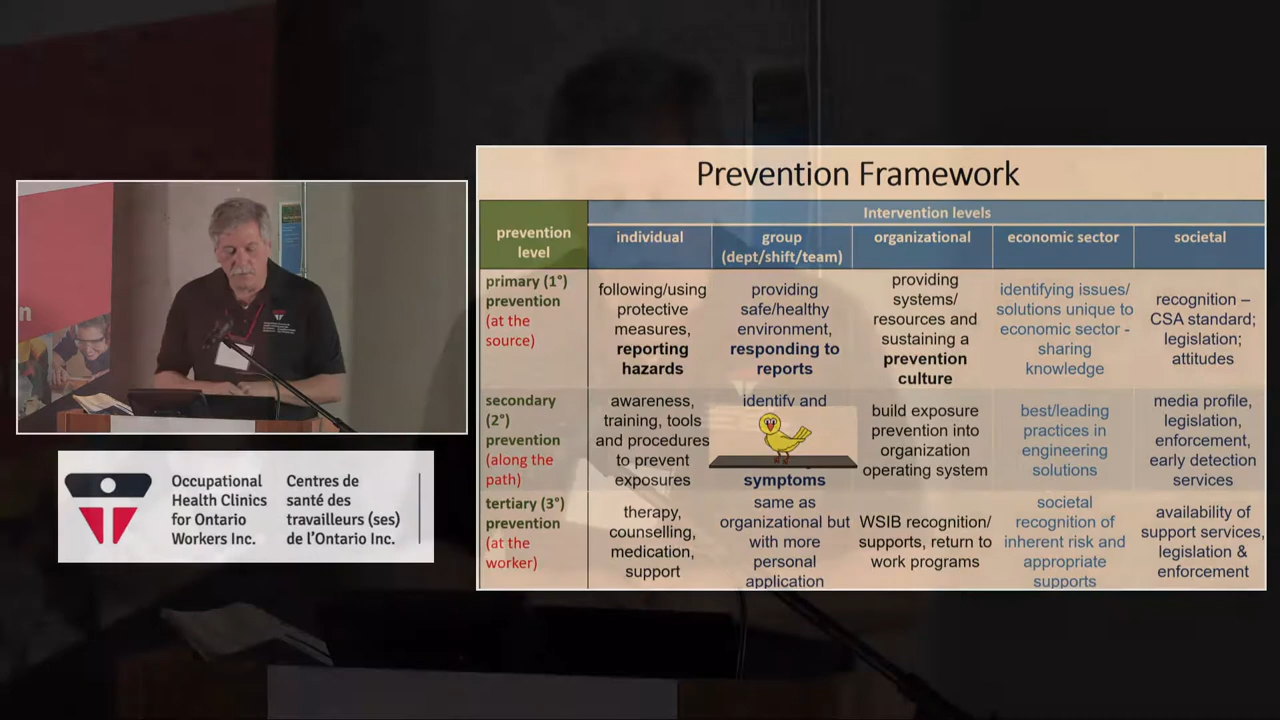 n
Occupational
Health Clinics
for Ontario
Workers Inc.
Centres de
santé des
travailleurs (ses)
de l'Ontario Inc.
Prevention Framework
prevention
level
Intervention levels
individual
group
(dept/shift/team)
organizational
economic sector
societal
primary (1°)
prevention
(at the
source)
following/using
protective
measures,
reporting
hazards
providing
safe/healthy
environment,
responding to
reports
providing
systems/
resources and
sustaining a
prevention
culture
identifying issues/
solutions unique to
economic sector -
sharing
knowledge
recognition –
CSA standard;
legislation;
attitudes
secondary
(2°)
prevention
(along the
path)
awareness,
training, tools
and procedures
to prevent
exposures
identify and
symptoms
build exposure
prevention into
organization
operating system
best/leading
practices in
engineering
solutions
media profile,
legislation,
enforcement,
early detection
services
tertiary (3°)
prevention
(at the
worker)
therapy,
counselling,
medication,
support
same as
organizational but
with more
personal
application
WSIB recognition/
supports, return to
work programs
societal
recognition of
inherent risk and
appropriate
supports
availability of
support services,
legislation &
enforcement